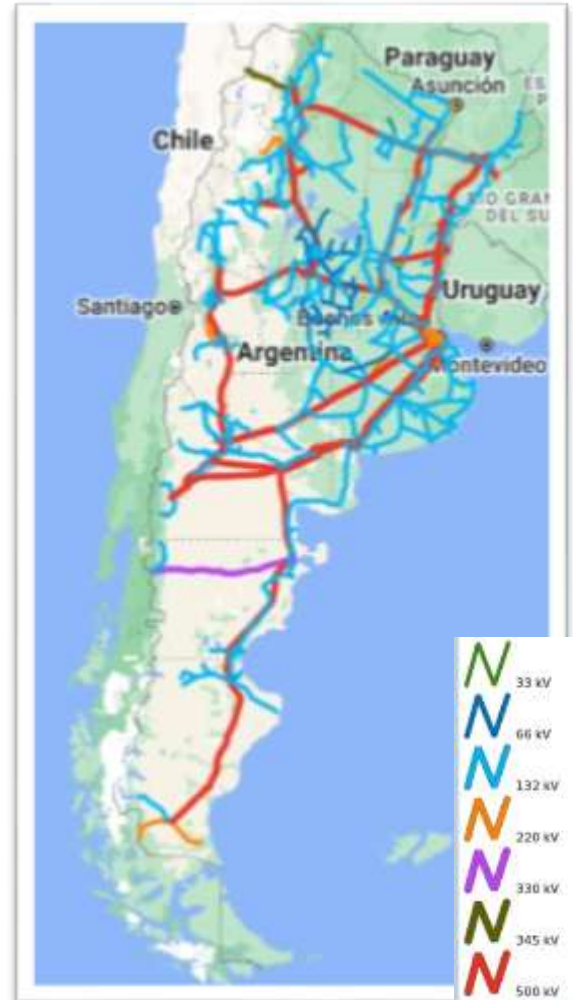 Paraguay
Asunción
Chile
Santiago
Uruguay
Argentina
Montevideo
33 kV
66 kV
132 kV
220 kV
330 kV
345 kV
500 kV